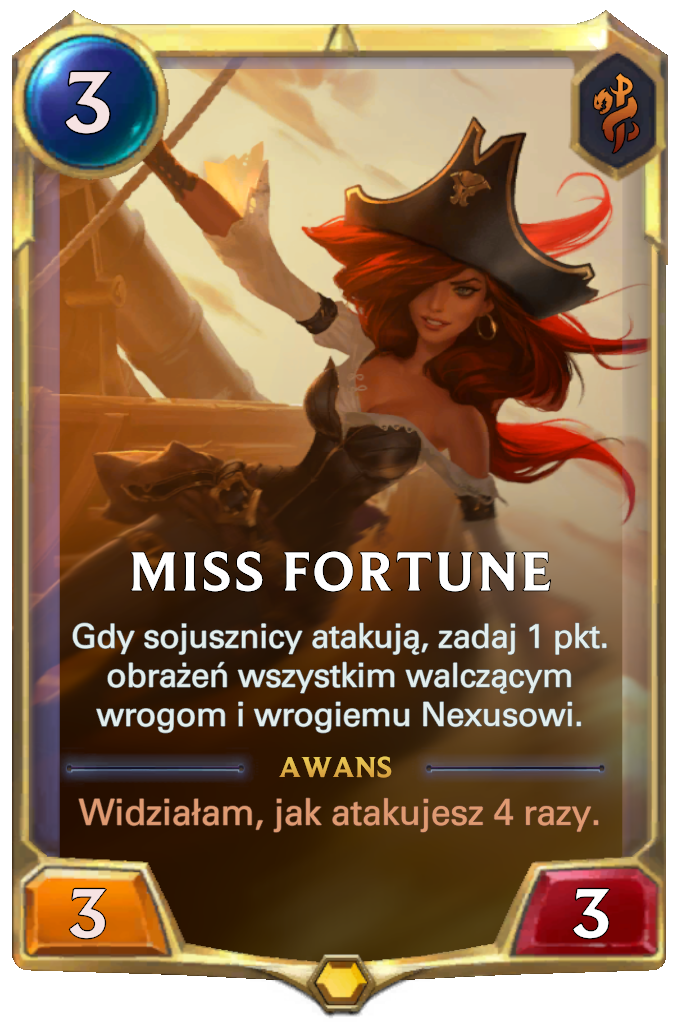 3
MISS FORTUNE
Gdy sojusznicy atakują, zadaj 1 pkt.
obrażeń wszystkim walczącym
wrogom i wrogiemu Nexusowi.
AWANS
Widziałam, jak atakujesz 4 razy.
3
3